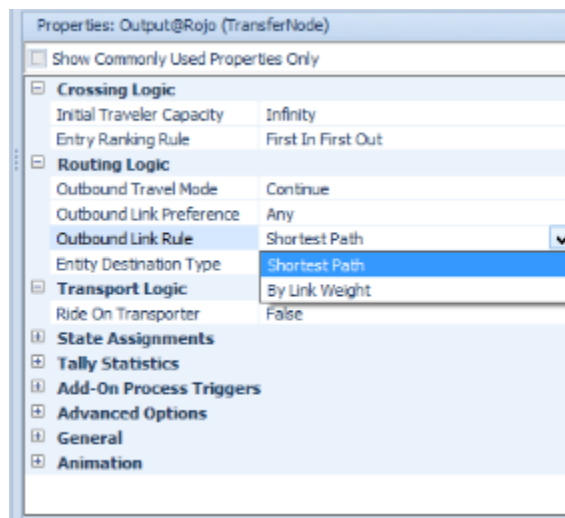 Properties: Output@Rojo (TransferNode)
Show Commonly Used Properties Only
Crossing Logic
Initial Traveler Capacity Infinity
Entry Ranking Rule First In First Out
Routing Logic
Outbound Travel Mode Continue
Outbound Link Preference Any
Outbound Link Rule Shortest Path
Entity Destination Type Shortest Path
By Link Weight
Transport Logic
Ride On Transporter False
State Assignments
Tally Statistics
Add-On Process Triggers
Advanced Options
General
Animation